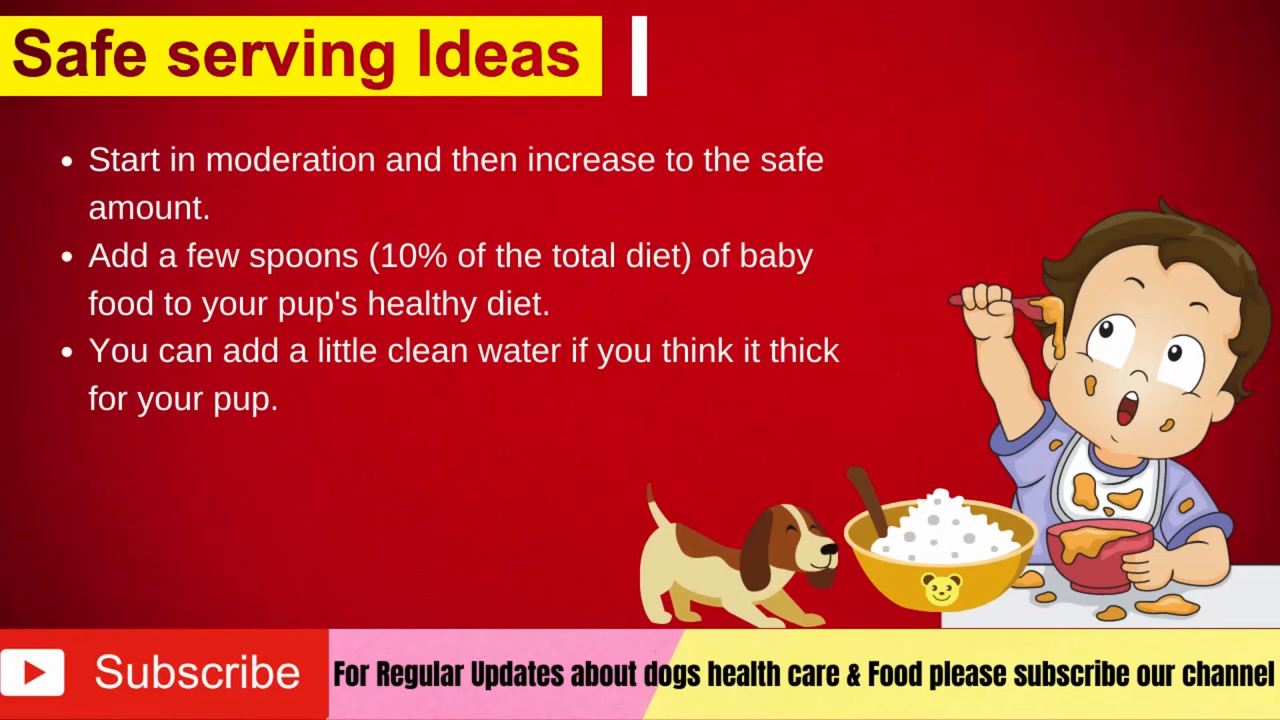 Safe serving Ideas
• Start in moderation and then increase to the safe
amount.
• Add a few spoons (10% of the total diet) of baby
food to your pup's healthy diet.
• You can add a little clean water if you think it thick
for your pup.
Subscribe
For Regular Updates about dogs health care & Food please subscribe our channel